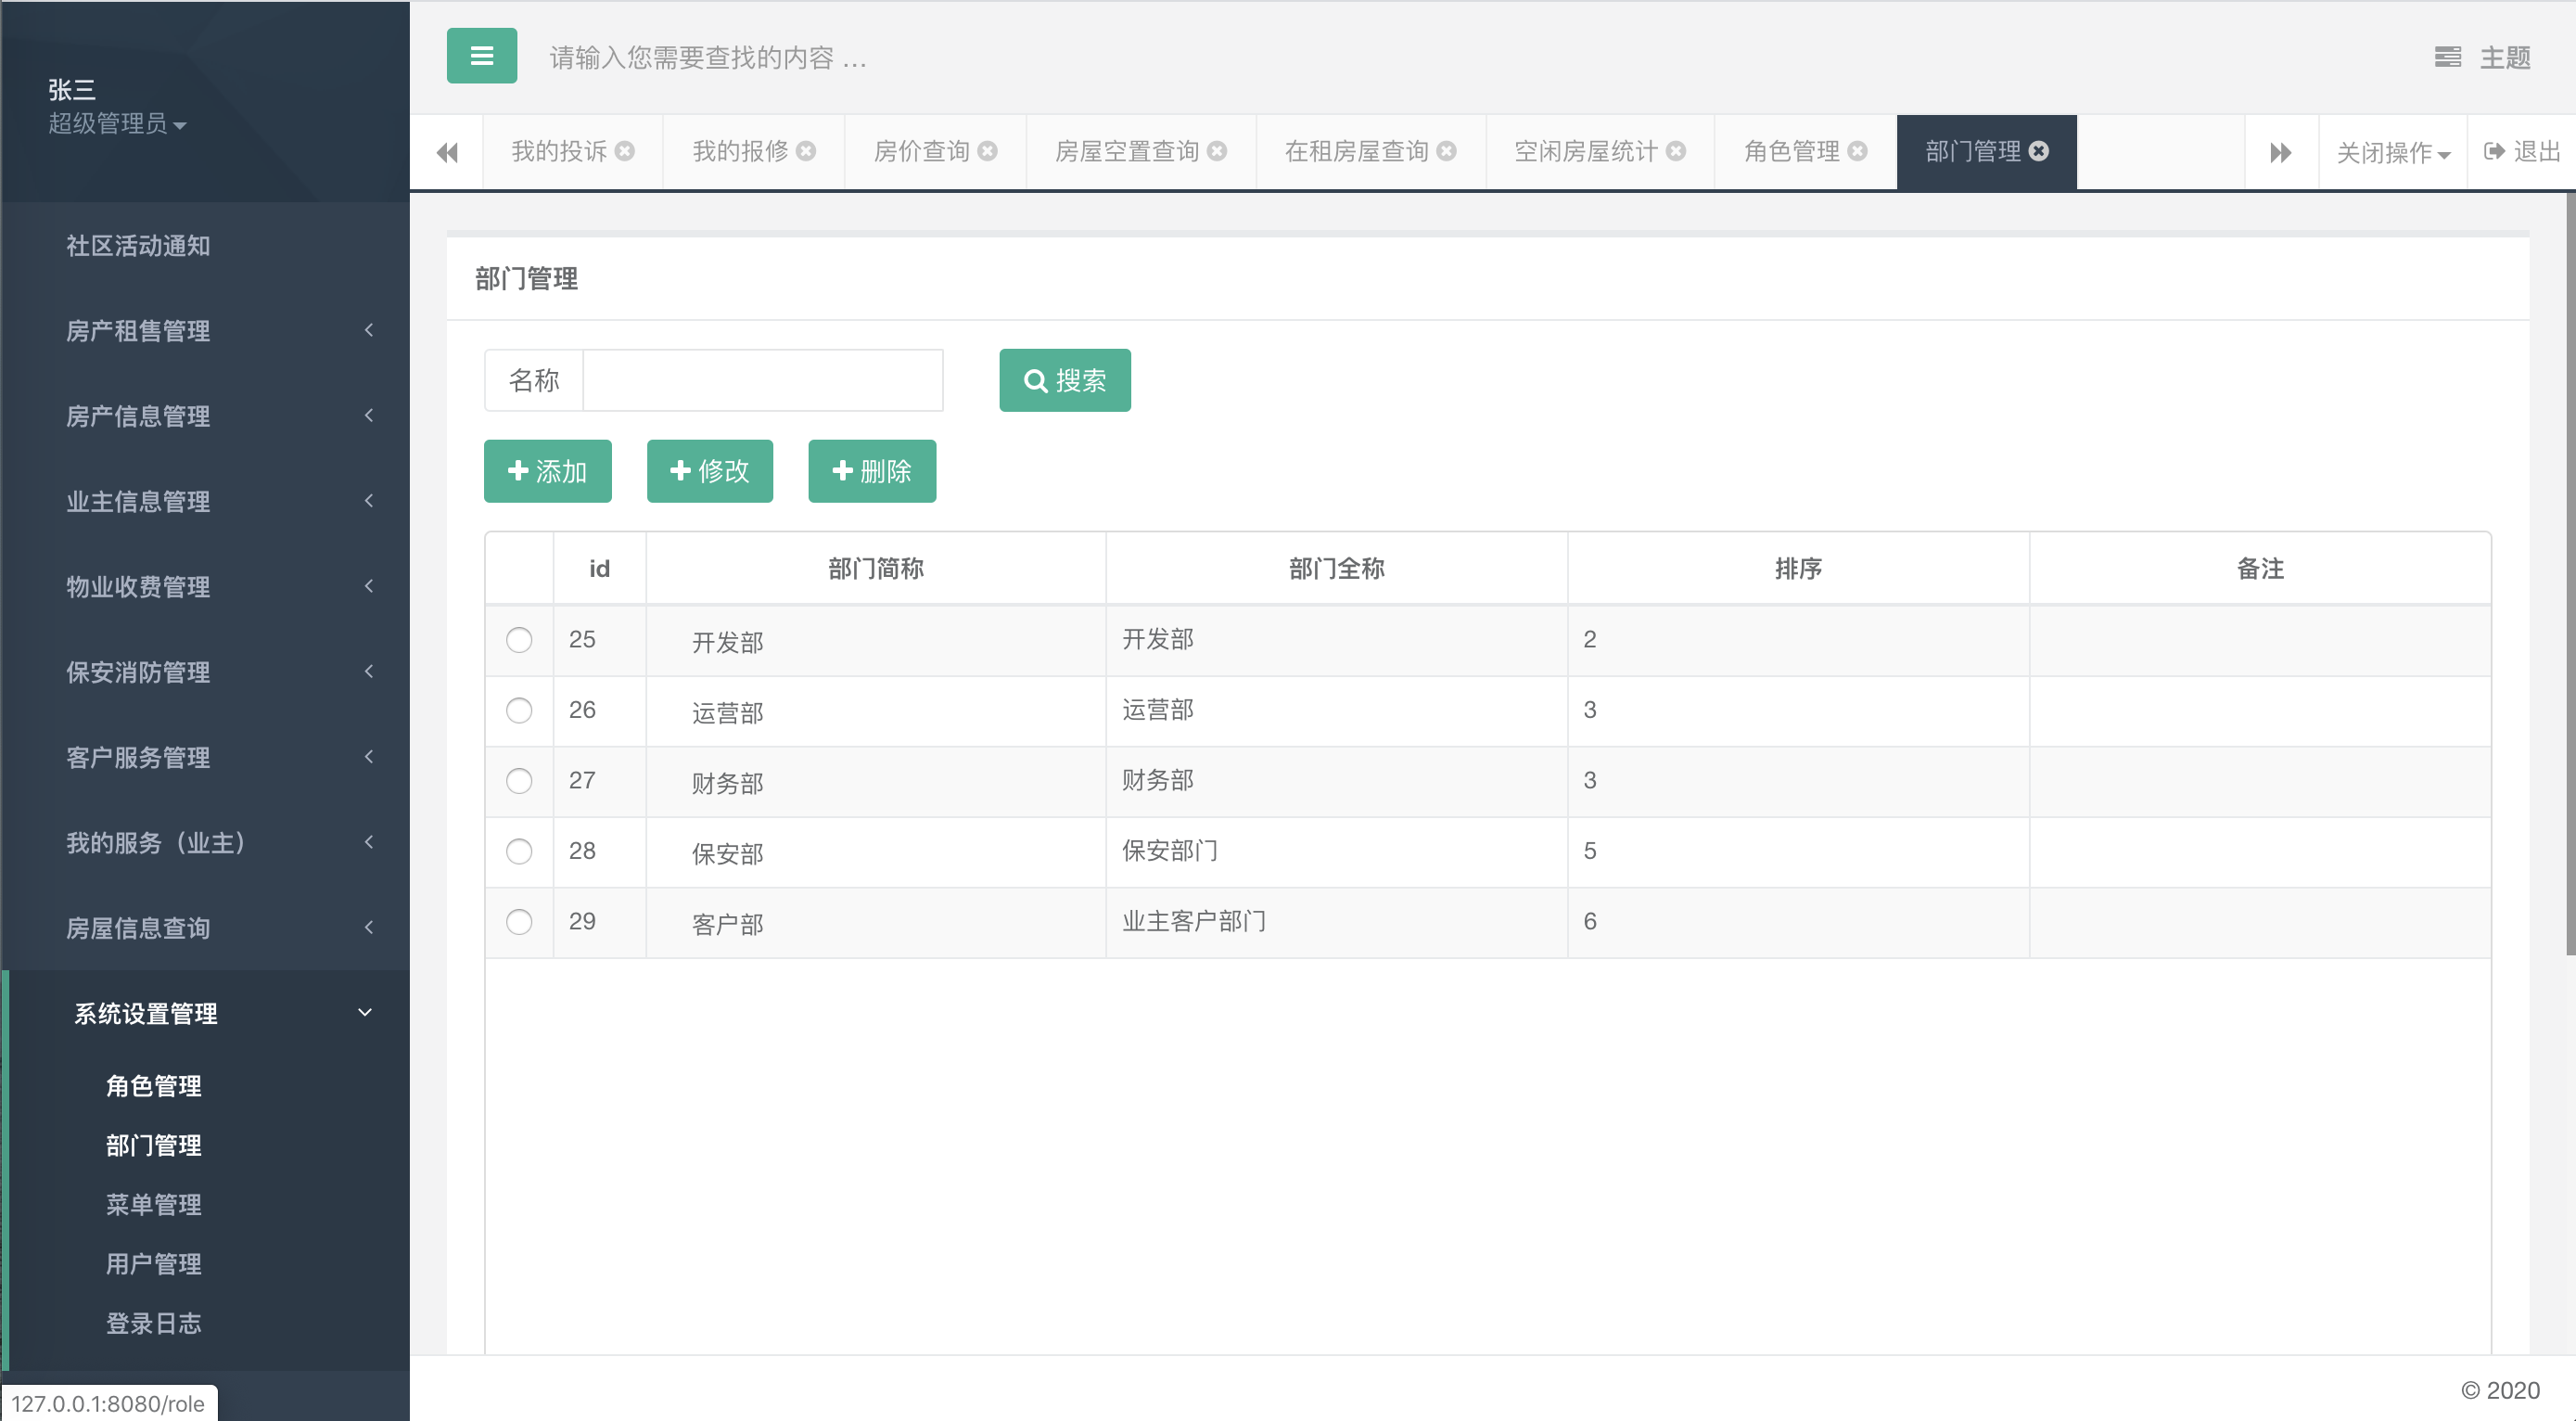 张三
超级管理员
社区活动通知
房产租售管理
房产信息管理
业主信息管理
物业收费管理
保安消防管理
客户服务管理
我的服务（业主）
房屋信息查询
系统设置管理
角色管理
部门管理
菜单管理
用户管理
登录日志
127.0.0.1:8080/role
请输入您需要查找的内容 … 主题
我的投诉 我的报修 房价查询 房屋空置查询 在租房屋查询 空闲房屋统计 角色管理 部门管理 关闭操作 退出
部门管理
名称 搜索
添加 修改 删除
id 部门简称 部门全称 排序 备注
25 开发部 开发部 2
26 运营部 运营部 3
27 财务部 财务部 3
28 保安部 保安部门 5
29 客户部 业主客户部门 6
© 2020